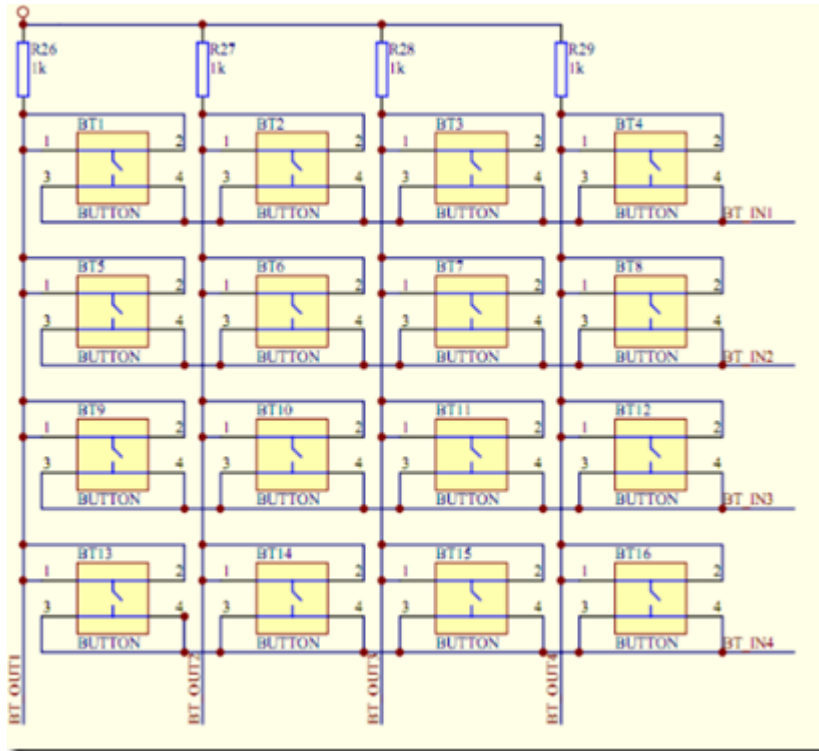 R26 R27 R28 R29
1k 1k 1k 1k
BT1 BT2 BT3 BT4
1 2 1 2 1 2 1 2
3 4 3 4 3 4 3 4
BUTTON BUTTON BUTTON BUTTON BT_IN1
BT5 BT6 BT7 BT8
1 2 1 2 1 2 1 2
3 4 3 4 3 4 3 4
BUTTON BUTTON BUTTON BUTTON BT_IN2
BT9 BT10 BT11 BT12
1 2 1 2 1 2 1 2
3 4 3 4 3 4 3 4
BUTTON BUTTON BUTTON BUTTON BT_IN3
BT13 BT14 BT15 BT16
1 2 1 2 1 2 1 2
3 4 3 4 3 4 3 4
BUTTON BUTTON BUTTON BUTTON BT_IN4
BT_OUT1 BT_OUT2 BT_OUT3 BT_OUT4